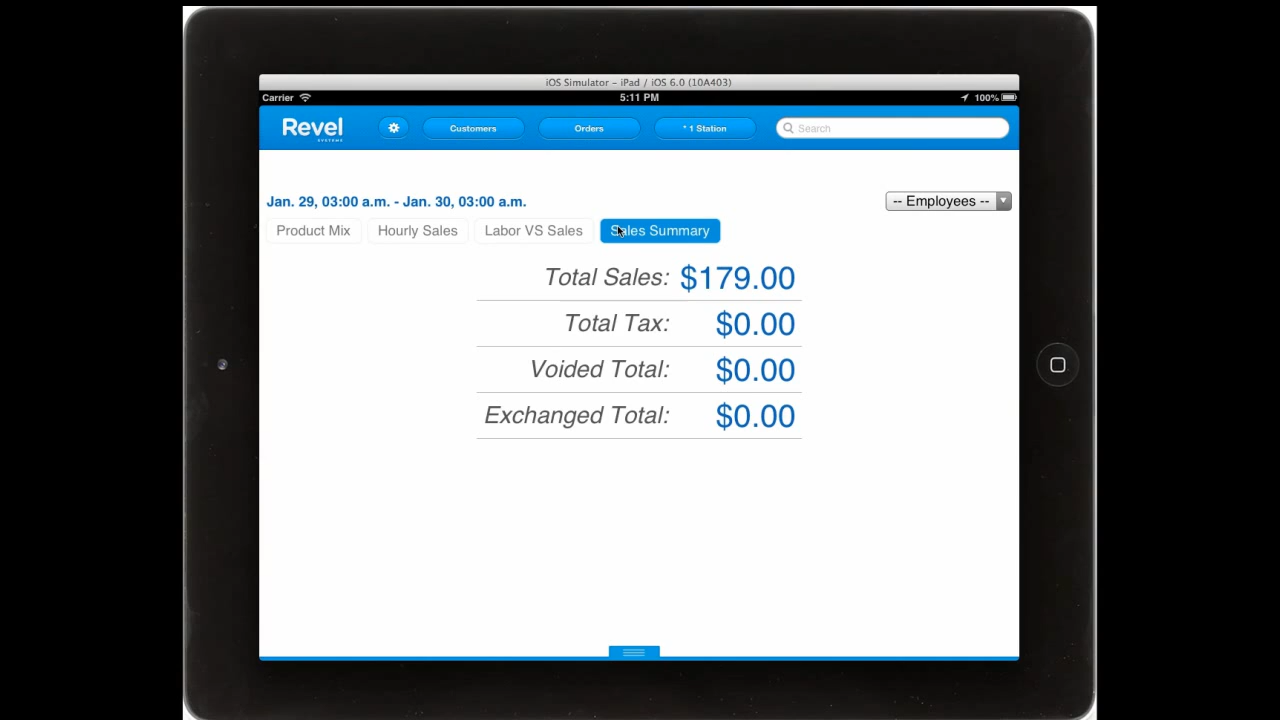 iOS Simulator - iPad / iOS 6.0 (10A403)
Carrier 5:11 PM 100%
Revel SYSTEMS Customers Orders * 1 Station Search
Jan. 29, 03:00 a.m. - Jan. 30, 03:00 a.m. -- Employees --
Product Mix Hourly Sales Labor VS Sales Sales Summary
Total Sales: $179.00
Total Tax: $0.00
Voided Total: $0.00
Exchanged Total: $0.00